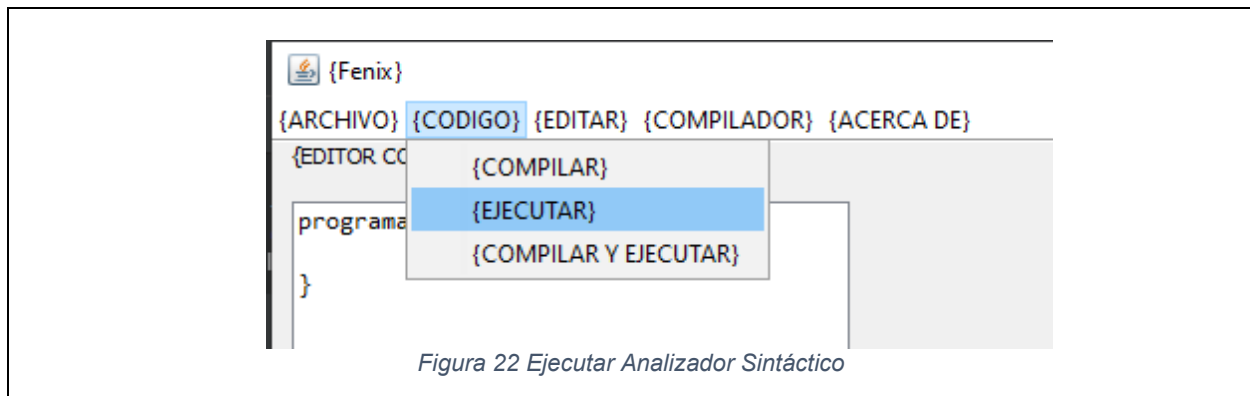 {Fenix}
{ARCHIVO} {CODIGO} {EDITAR} {COMPILADOR} {ACERCA DE}
{EDITOR CO
{COMPILAR}
programa
{EJECUTAR}
{COMPILAR Y EJECUTAR}
}
Figura 22 Ejecutar Analizador Sintáctico